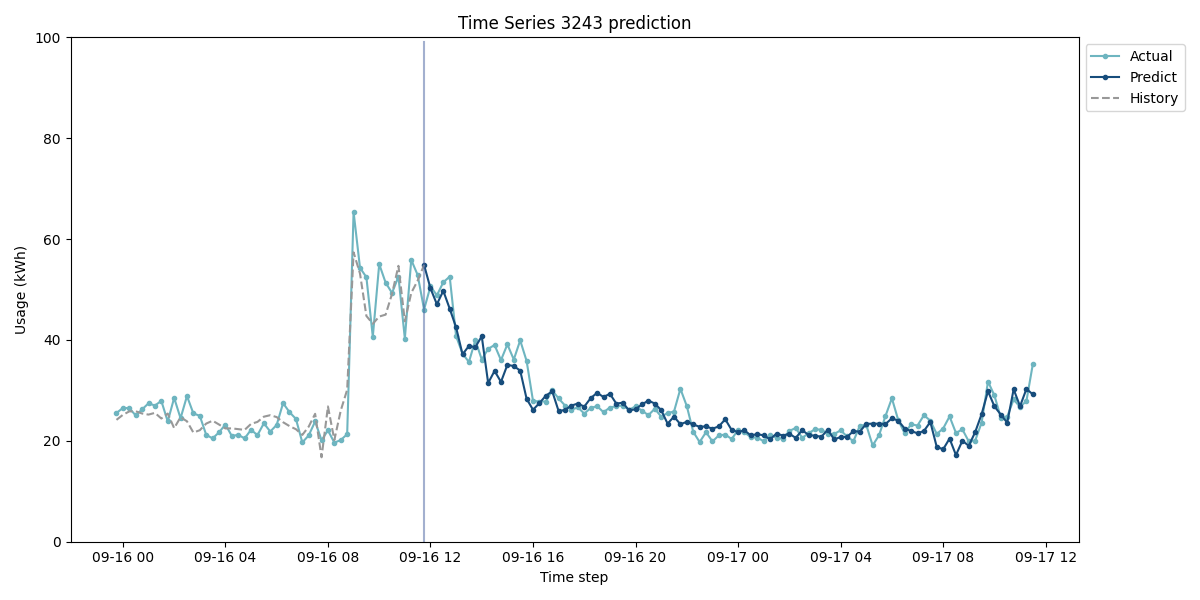 Time Series 3243 prediction
Actual
Predict
History
Usage (kWh)
100
80
60
40
20
0
09-16 00 09-16 04 09-16 08 09-16 12 09-16 16 09-16 20 09-17 00 09-17 04 09-17 08 09-17 12
Time step